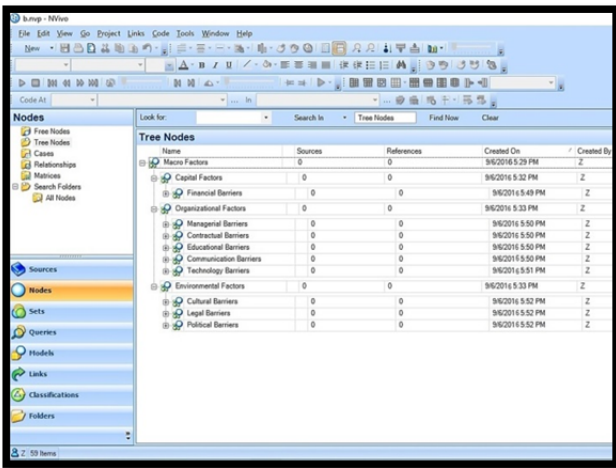 b.nvp - NVivo
File Edit View Go Project Links Code Tools Window Help
New
Code At In
Nodes
Free Nodes
Tree Nodes
Cases
Relationships
Matrices
Search Folders
All Nodes
Sources
Nodes
Sets
Queries
Models
Links
Classifications
Folders
Look for: Search In Tree Nodes Find Now Clear
Tree Nodes
Name Sources References Created On Created By
Macro Factors 0 0 9/6/2016 5:29 PM Z
Capital Factors 0 0 9/6/2016 5:32 PM Z
Financial Barriers 0 0 9/6/2016 5:49 PM Z
Organizational Factors 0 0 9/6/2016 5:33 PM Z
Managerial Barriers 0 0 9/6/2016 5:50 PM Z
Contractual Barriers 0 0 9/6/2016 5:50 PM Z
Educational Barriers 0 0 9/6/2016 5:50 PM Z
Communication Barriers 0 0 9/6/2016 5:50 PM Z
Technology Barriers 0 0 9/6/2016 5:51 PM Z
Environmental Factors 0 0 9/6/2016 5:33 PM Z
Cultural Barriers 0 0 9/6/2016 5:52 PM Z
Legal Barriers 0 0 9/6/2016 5:52 PM Z
Political Barriers 0 0 9/6/2016 5:52 PM Z
Z 59 Items